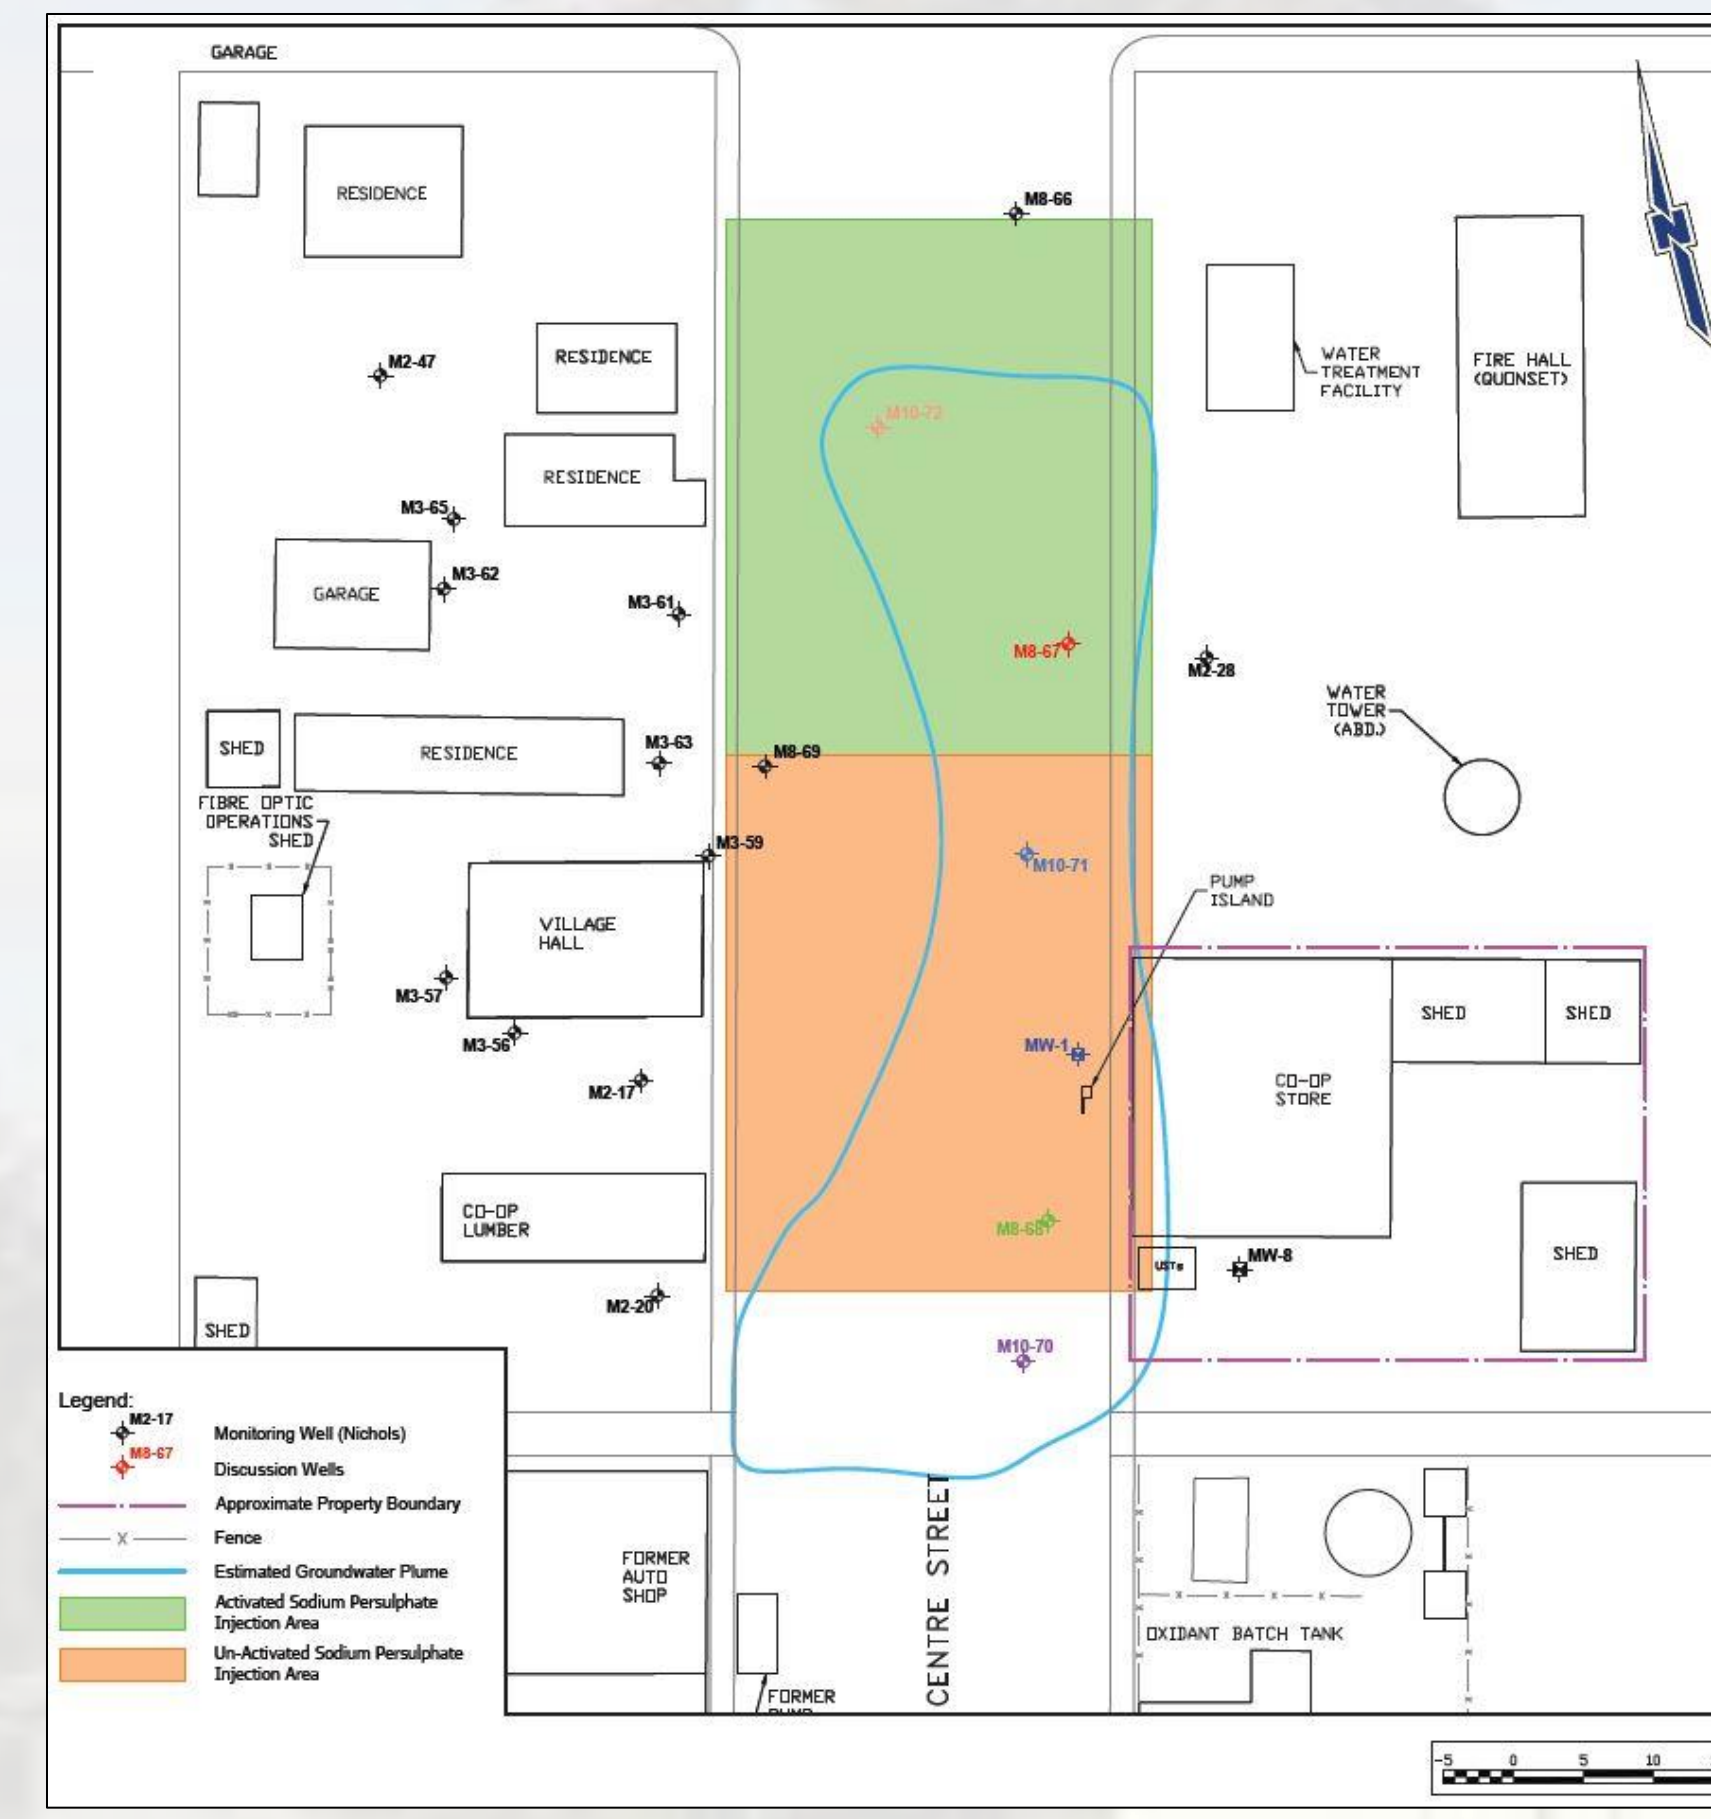 GARAGE
RESIDENCE
M8-66
M2-47
RESIDENCE
WATER
TREATMENT
FACILITY
FIRE HALL
(QUONSET)
N
M10-72
RESIDENCE
M3-65
M3-62
GARAGE
M3-61
M8-67
M2-28
WATER
TOWER
(ABD.)
SHED
RESIDENCE
M3-63
M8-69
FIBRE OPTIC
OPERATIONS
SHED
M3-59
M10-71
PUMP
ISLAND
VILLAGE
HALL
M3-57
M3-56
M2-17
MW-1
CO-OP
STORE
SHED
SHED
CO-OP
LUMBER
M8-68
USTs
MW-8
SHED
M2-20
SHED
M10-70
Legend:
M2-17
Monitoring Well (Nichols)
M8-67
Discussion Wells
Approximate Property Boundary
X
Fence
Estimated Groundwater Plume
Activated Sodium Persulphate
Injection Area
Un-Activated Sodium Persulphate
Injection Area
FORMER
AUTO
SHOP
CENTRE STREET
OXIDANT BATCH TANK
FORMER
-5 0 5 10